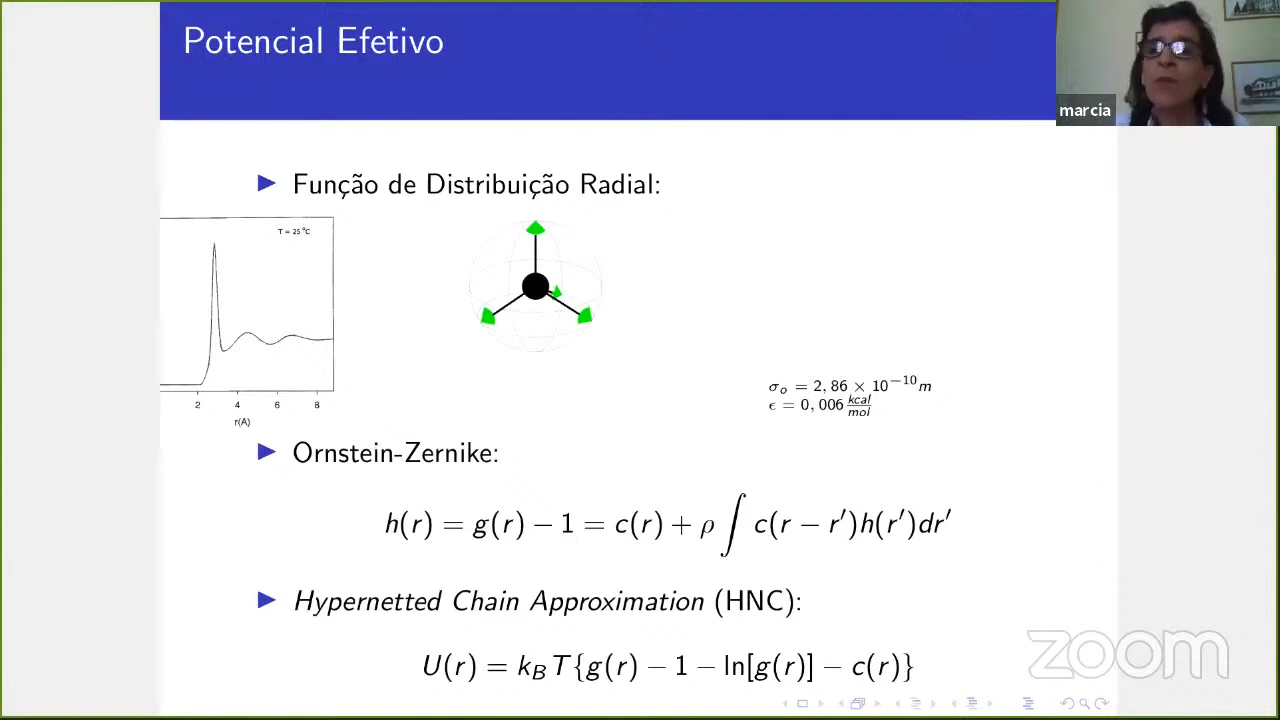 Potencial Efetivo
marcia
Função de Distribuição Radial:
T = 25 °C
2 4 6 8
r(A)
σₒ = 2, 86 × 10⁻¹⁰ m
ϵ = 0, 006 kcal/mol
Ornstein-Zernike:
h(r) = g(r) − 1 = c(r) + ρ ∫ c(r − r′)h(r′)dr′
Hypernetted Chain Approximation (HNC):
U(r) = k_B T{g(r) − 1 − ln[g(r)] − c(r)}
zoom